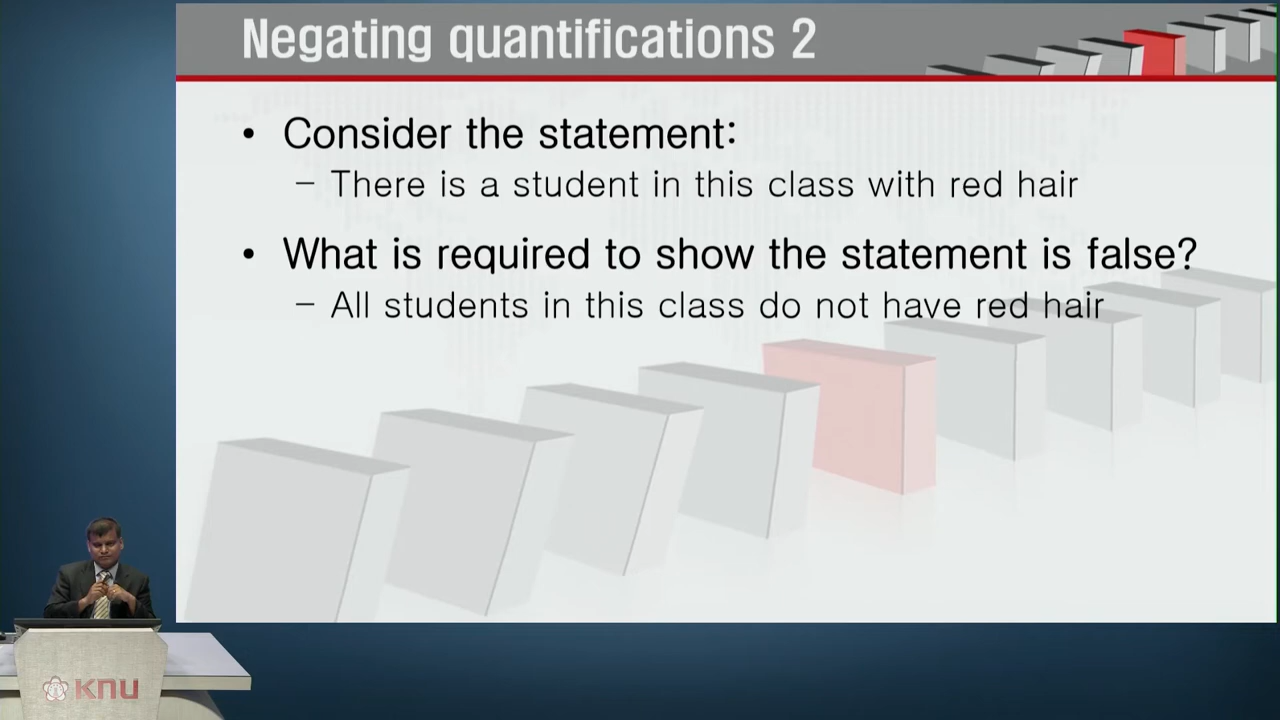 Negating quantifications 2
• Consider the statement:
– There is a student in this class with red hair
• What is required to show the statement is false?
– All students in this class do not have red hair
KNU